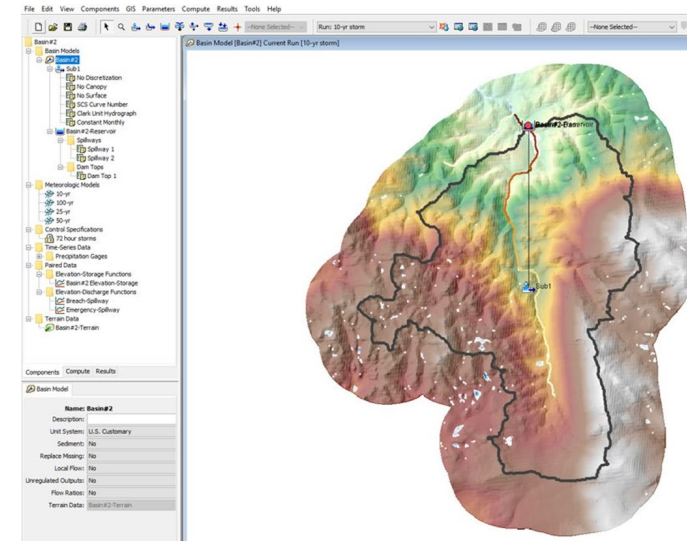 File Edit View Components GIS Parameters Compute Results Tools Help
--None Selected--
Run: 10-yr storm
--None Selected--
Basin#2
Basin Models
Basin#2
Sub1
No Discretization
No Canopy
No Surface
SCS Curve Number
Clark Unit Hydrograph
Constant Monthly
Basin#2-Reservoir
Spillways
Spillway 1
Spillway 2
Dam Tops
Dam Top 1
Meteorologic Models
10-yr
100-yr
25-yr
50-yr
Control Specifications
72 hour storms
Time-Series Data
Precipitation Gages
Paired Data
Elevation-Storage Functions
Basin#2 Elevation-Storage
Elevation-Discharge Functions
Breach-Spillway
Emergency-Spillway
Terrain Data
Basin#2-Terrain
Components Compute Results
Basin Model
Name: Basin#2
Description:
Unit System: U.S. Customary
Sediment: No
Replace Missing: No
Local Flow: No
Unregulated Outputs: No
Flow Ratios: No
Terrain Data: Basin#2-Terrain
Basin Model [Basin#2] Current Run [10-yr storm]
Sub1